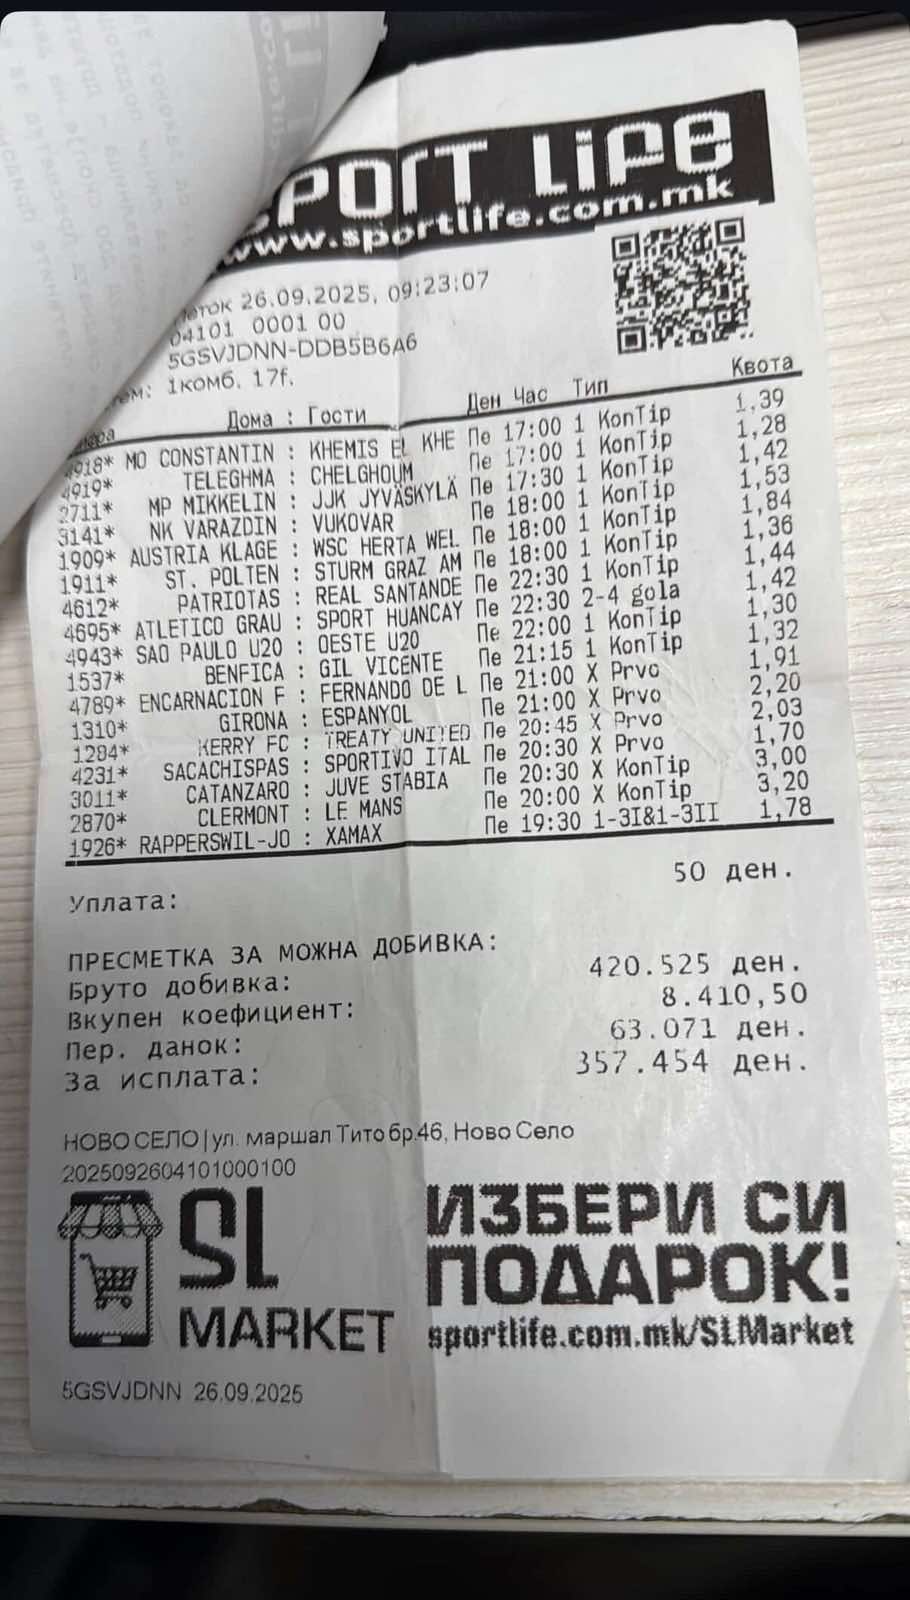 SPORT LIFE
www.sportlife.com.mk
26.09.2025, 09:23:07
04101 0001 00
5GSVJDNN-DDB5B6A6
1комб. 17f.
Дома : Гости Ден Час Тип Квота
4918* MO CONSTANTIN : KHEMIS EL KHE Пе 17:00 1 KonTip 1,39
4919* TELEGHMA : CHELGHOUM Пе 17:00 1 KonTip 1,28
2711* MP MIKKELIN : JJK JYVÄSKYLÄ Пе 17:30 1 KonTip 1,42
3141* NK VARAZDIN : VUKOVAR Пе 18:00 1 KonTip 1,53
1909* AUSTRIA KLAGE : WSC HERTA WEL Пе 18:00 1 KonTip 1,84
1911* ST. POLTEN : STURM GRAZ AM Пе 18:00 1 KonTip 1,36
4612* PATRIOTAS : REAL SANTANDE Пе 22:30 1 KonTip 1,44
4695* ATLETICO GRAU : SPORT HUANCAY Пе 22:30 2-4 gola 1,42
4943* SAO PAULO U20 : OESTE U20 Пе 22:00 1 KonTip 1,30
1537* BENFICA : GIL VICENTE Пе 21:15 1 KonTip 1,32
4789* ENCARNACION F : FERNANDO DE L Пе 21:00 X Prvo 1,91
1310* GIRONA : ESPANYOL Пе 21:00 X Prvo 2,20
1284* KERRY FC : TREATY UNITED Пе 20:45 X Prvo 2,03
4231* SACACHISPAS : SPORTIVO ITAL Пе 20:30 X Prvo 1,70
3011* CATANZARO : JUVE STABIA Пе 20:30 X KonTip 3,00
2870* CLERMONT : LE MANS Пе 20:00 X KonTip 3,20
1926* RAPPERSWIL-JO : XAMAX Пе 19:30 1-3I&1-3II 1,78
Уплата: 50 ден.
ПРЕСМЕТКА ЗА МОЖНА ДОБИВКА:
Бруто добивка: 420.525 ден.
Вкупен коефициент: 8.410,50
Пер. данок: 63.071 ден.
За исплата: 357.454 ден.
НОВО СЕЛО | ул. маршал Тито бр.46, Ново Село
2025092604101000100
SL
MARKET
ИЗБЕРИ СИ
ПОДАРОК!
sportlife.com.mk/SLMarket
5GSVJDNN 26.09.2025